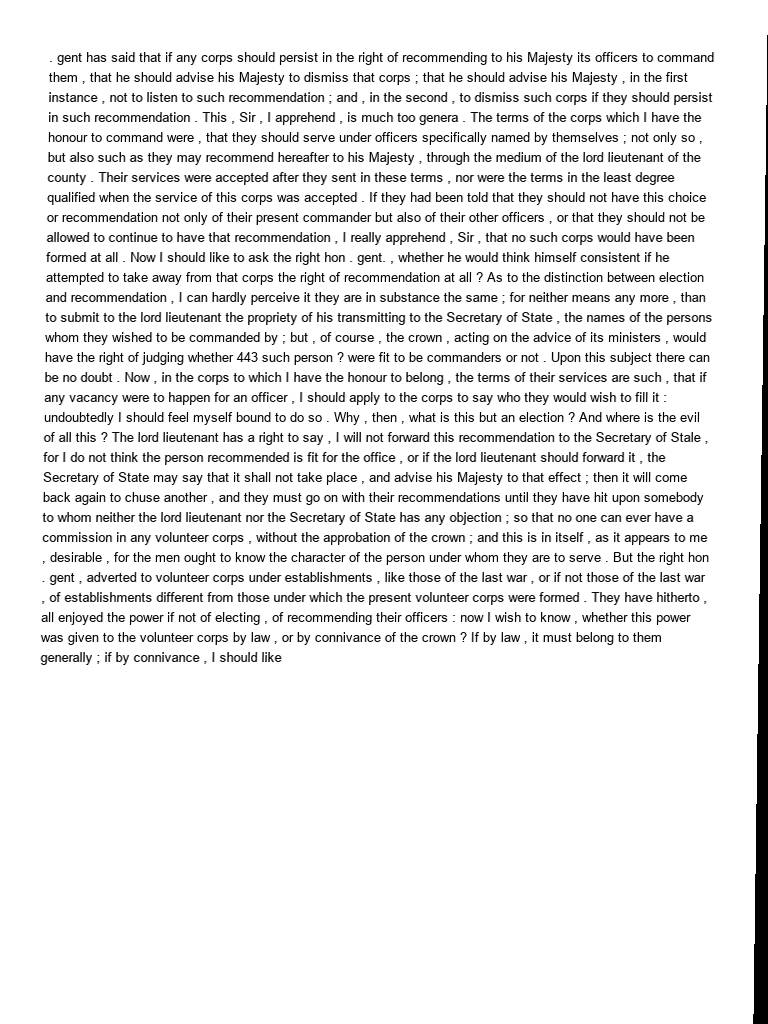 . gent has said that if any corps should persist in the right of recommending to his Majesty its officers to command
them , that he should advise his Majesty to dismiss that corps ; that he should advise his Majesty , in the first
instance , not to listen to such recommendation ; and , in the second , to dismiss such corps if they should persist
in such recommendation . This , Sir , I apprehend , is much too genera . The terms of the corps which I have the
honour to command were , that they should serve under officers specifically named by themselves ; not only so ,
but also such as they may recommend hereafter to his Majesty , through the medium of the lord lieutenant of the
county . Their services were accepted after they sent in these terms , nor were the terms in the least degree
qualified when the service of this corps was accepted . If they had been told that they should not have this choice
or recommendation not only of their present commander but also of their other officers , or that they should not be
allowed to continue to have that recommendation , I really apprehend , Sir , that no such corps would have been
formed at all . Now I should like to ask the right hon . gent. , whether he would think himself consistent if he
attempted to take away from that corps the right of recommendation at all ? As to the distinction between election
and recommendation , I can hardly perceive it they are in substance the same ; for neither means any more , than
to submit to the lord lieutenant the propriety of his transmitting to the Secretary of State , the names of the persons
whom they wished to be commanded by ; but , of course , the crown , acting on the advice of its ministers , would
have the right of judging whether 443 such person ? were fit to be commanders or not . Upon this subject there can
be no doubt . Now , in the corps to which I have the honour to belong , the terms of their services are such , that if
any vacancy were to happen for an officer , I should apply to the corps to say who they would wish to fill it :
undoubtedly I should feel myself bound to do so . Why , then , what is this but an election ? And where is the evil
of all this ? The lord lieutenant has a right to say , I will not forward this recommendation to the Secretary of Stale ,
for I do not think the person recommended is fit for the office , or if the lord lieutenant should forward it , the
Secretary of State may say that it shall not take place , and advise his Majesty to that effect ; then it will come
back again to chuse another , and they must go on with their recommendations until they have hit upon somebody
to whom neither the lord lieutenant nor the Secretary of State has any objection ; so that no one can ever have a
commission in any volunteer corps , without the approbation of the crown ; and this is in itself , as it appears to me
, desirable , for the men ought to know the character of the person under whom they are to serve . But the right hon
. gent , adverted to volunteer corps under establishments , like those of the last war , or if not those of the last war
, of establishments different from those under which the present volunteer corps were formed . They have hitherto ,
all enjoyed the power if not of electing , of recommending their officers : now I wish to know , whether this power
was given to the volunteer corps by law , or by connivance of the crown ? If by law , it must belong to them
generally ; if by connivance , I should like